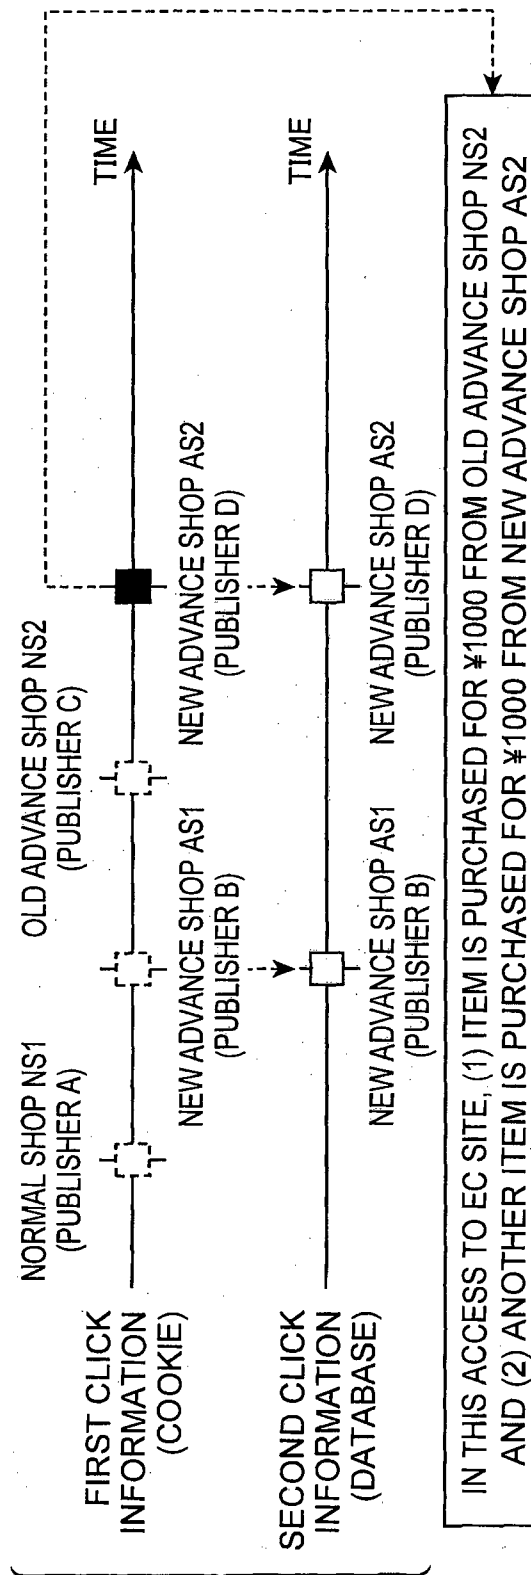 FIRST CLICK
INFORMATION
(COOKIE)
NORMAL SHOP NS1
(PUBLISHER A)
NEW ADVANCE SHOP AS1
(PUBLISHER B)
OLD ADVANCE SHOP NS2
(PUBLISHER C)
NEW ADVANCE SHOP AS2
(PUBLISHER D)
TIME
SECOND CLICK
INFORMATION
(DATABASE)
NEW ADVANCE SHOP AS1
(PUBLISHER B)
NEW ADVANCE SHOP AS2
(PUBLISHER D)
TIME
IN THIS ACCESS TO EC SITE, (1) ITEM IS PURCHASED FOR ¥1000 FROM OLD ADVANCE SHOP NS2
AND (2) ANOTHER ITEM IS PURCHASED FOR ¥1000 FROM NEW ADVANCE SHOP AS2